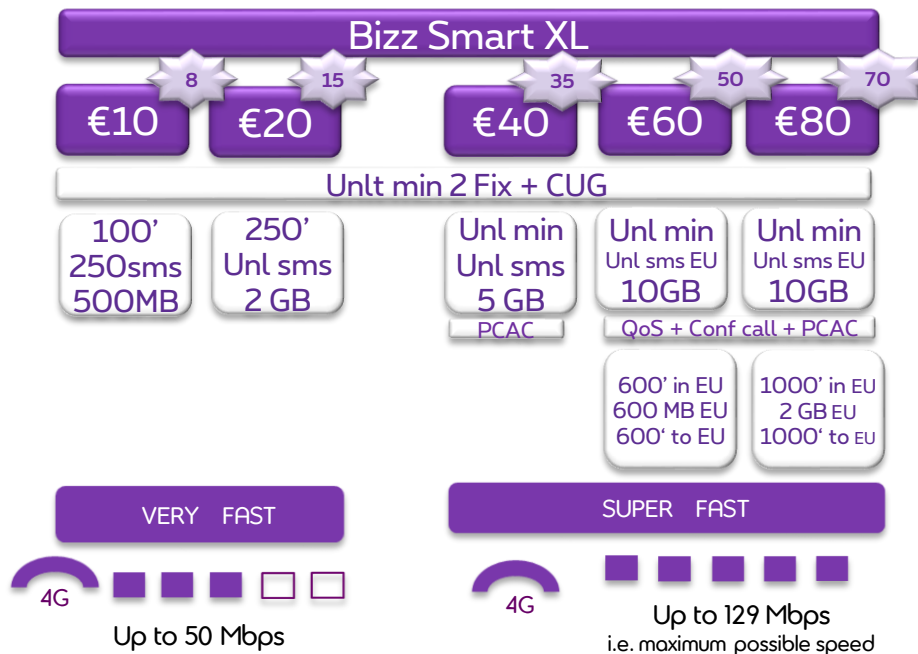 Bizz Smart XL
8
15
35
50
70
€10
€20
€40
€60
€80
Unlt min 2 Fix + CUG
100’
250sms
500MB
250’
Unl sms
2 GB
Unl min
Unl sms
5 GB
Unl min
Unl sms EU
10GB
Unl min
Unl sms EU
10GB
PCAC
QoS + Conf call + PCAC
600’ in EU
600 MB EU
600‘ to EU
1000’ in EU
2 GB EU
1000‘ to EU
VERY FAST
SUPER FAST
4G
Up to 50 Mbps
4G
Up to 129 Mbps
i.e. maximum possible speed